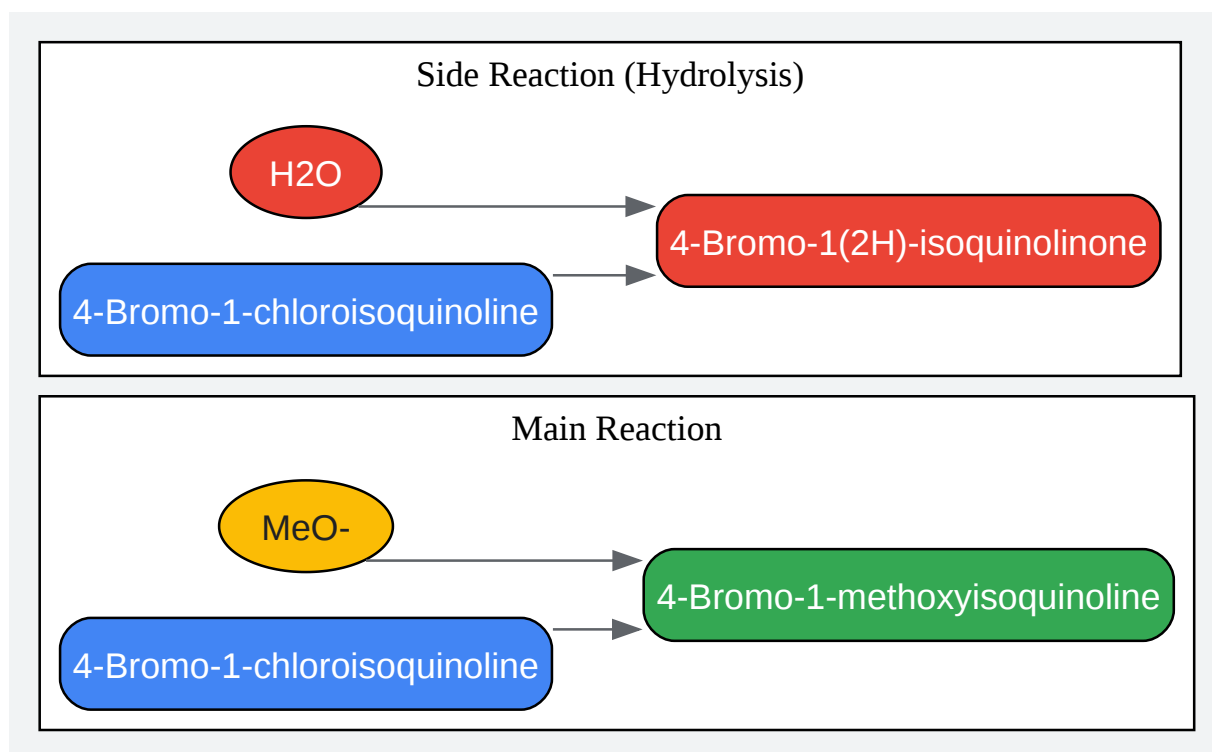 Side Reaction (Hydrolysis)
H2O
4-Bromo-1(2H)-isoquinolinone
4-Bromo-1-chloroisoquinoline
Main Reaction
MeO-
4-Bromo-1-methoxyisoquinoline
4-Bromo-1-chloroisoquinoline